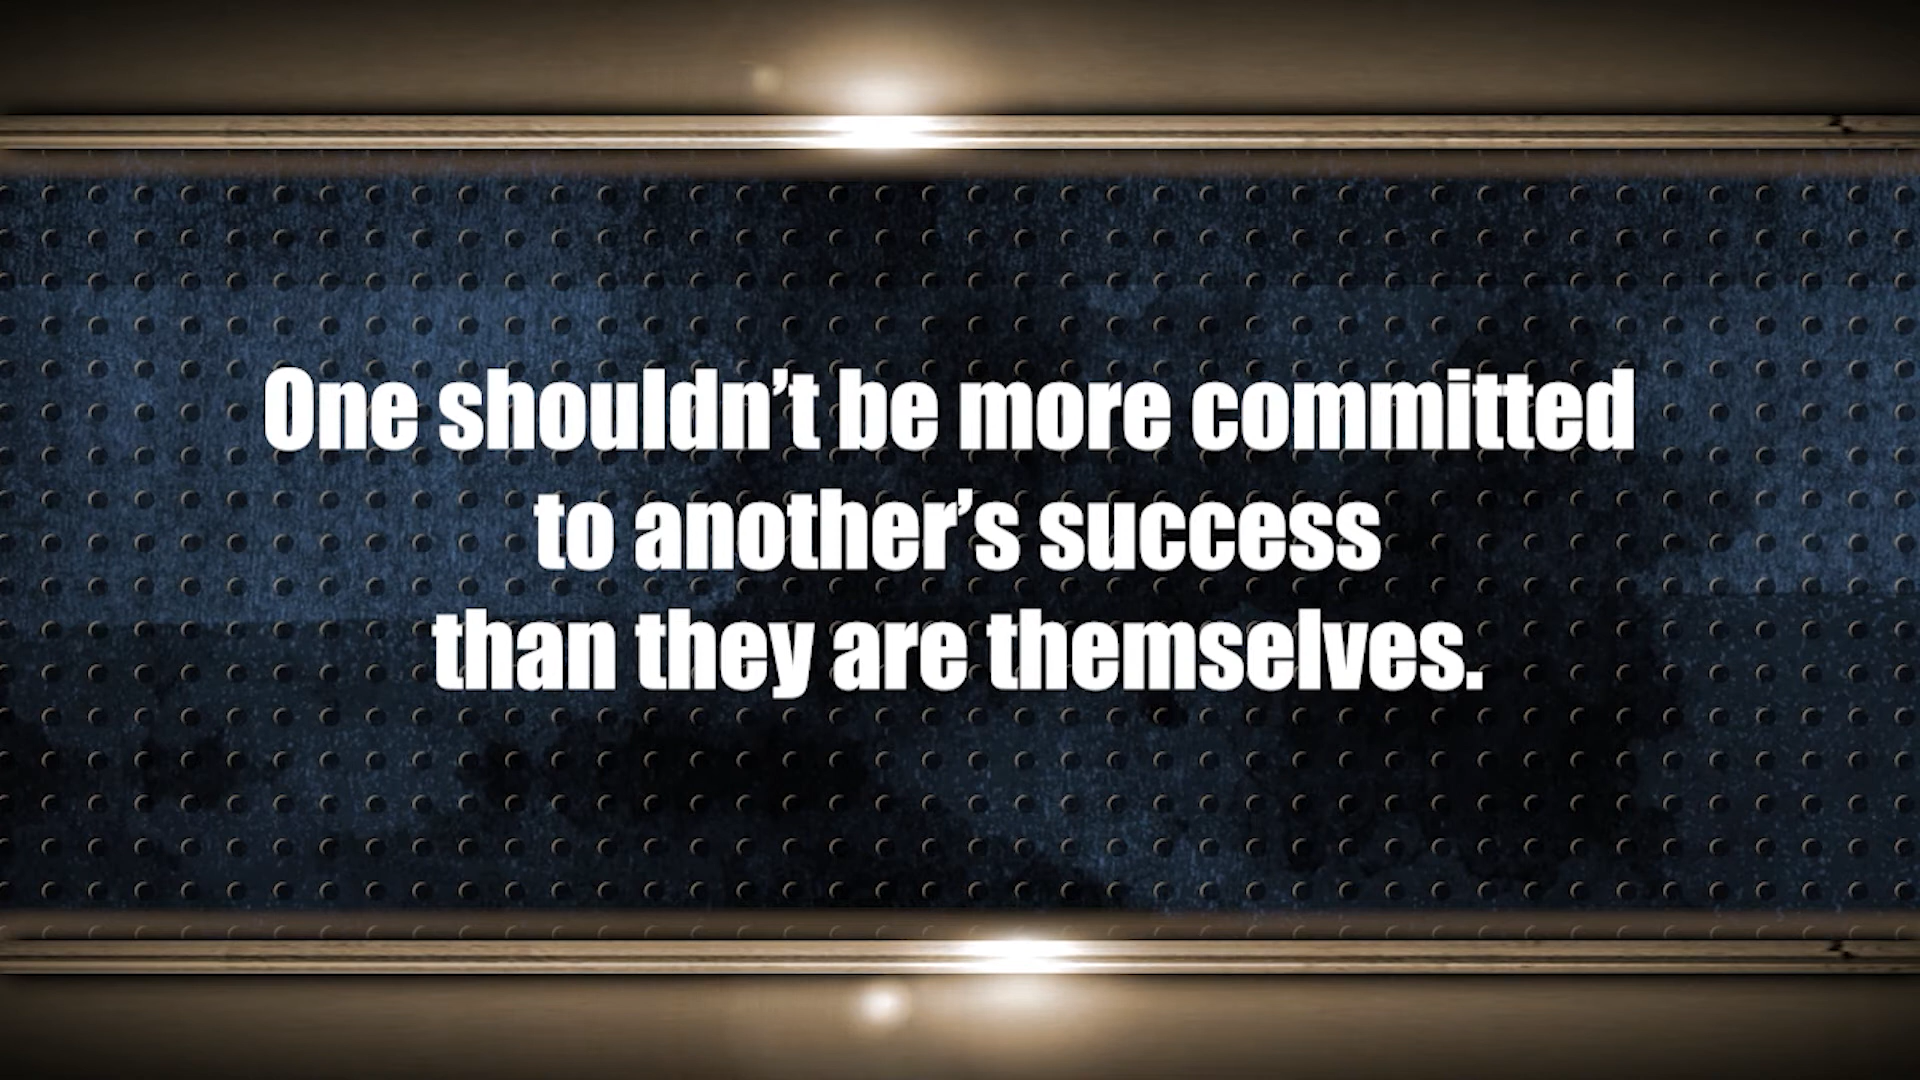 One shouldn’t be more committed
to another’s success
than they are themselves.